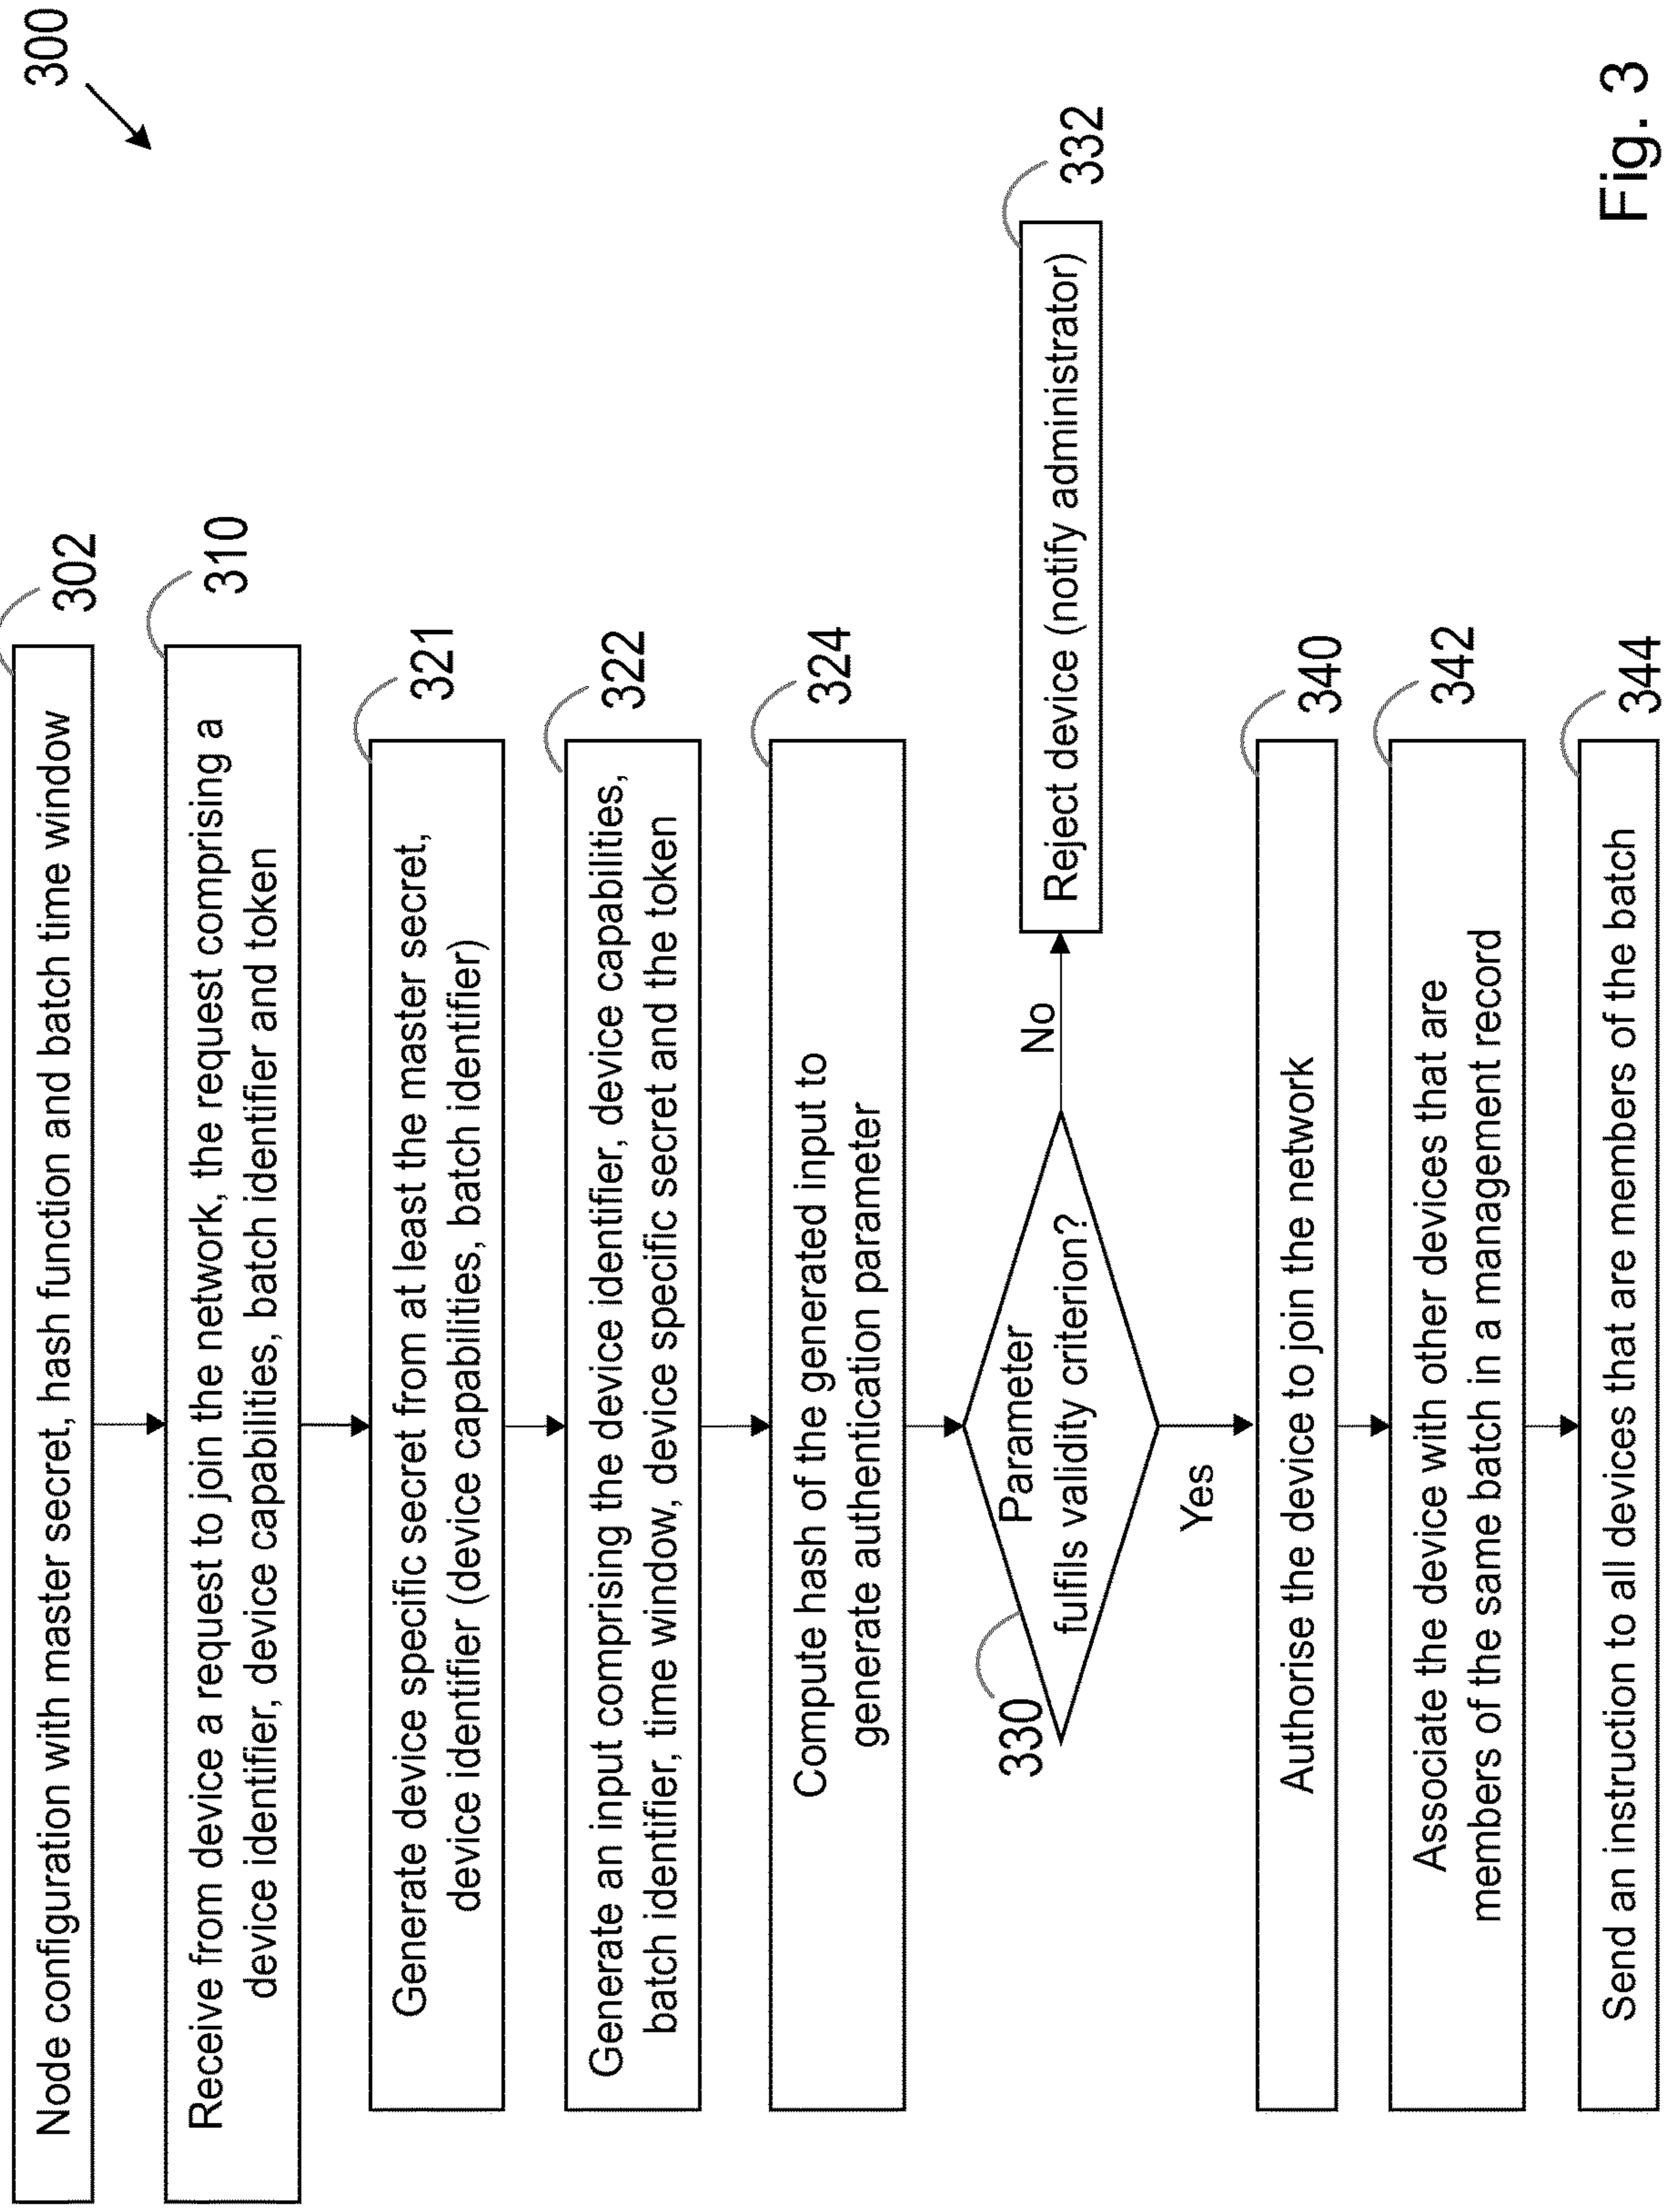 300
Node configuration with master secret, hash function and batch time window
302
Receive from device a request to join the network, the request comprising a
device identifier, device capabilities, batch identifier and token
310
Generate device specific secret from at least the master secret,
device identifier (device capabilities, batch identifier)
321
Generate an input comprising the device identifier, device capabilities,
batch identifier, time window, device specific secret and the token
322
Compute hash of the generated input to
generate authentication parameter
324
330
Parameter
fulfils validity criterion?
No
Reject device (notify administrator)
332
Yes
Authorise the device to join the network
340
Associate the device with other devices that are
members of the same batch in a management record
342
Send an instruction to all devices that are members of the batch
344
Fig. 3